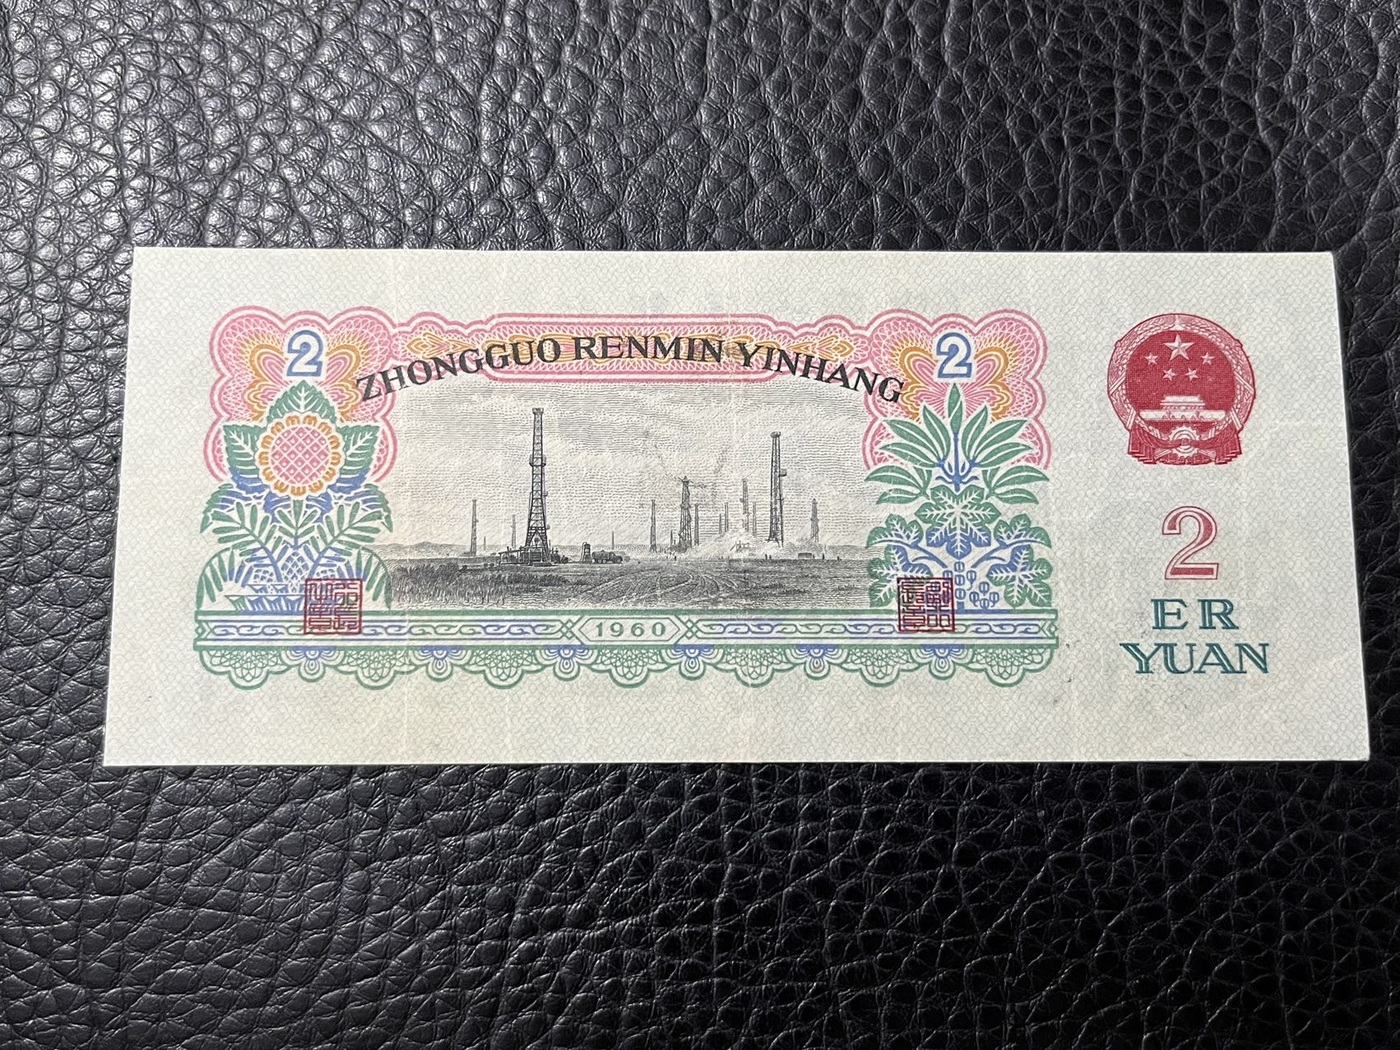 2
2
ZHONGGUO RENMIN YINHANG
1960
2
ER
YUAN